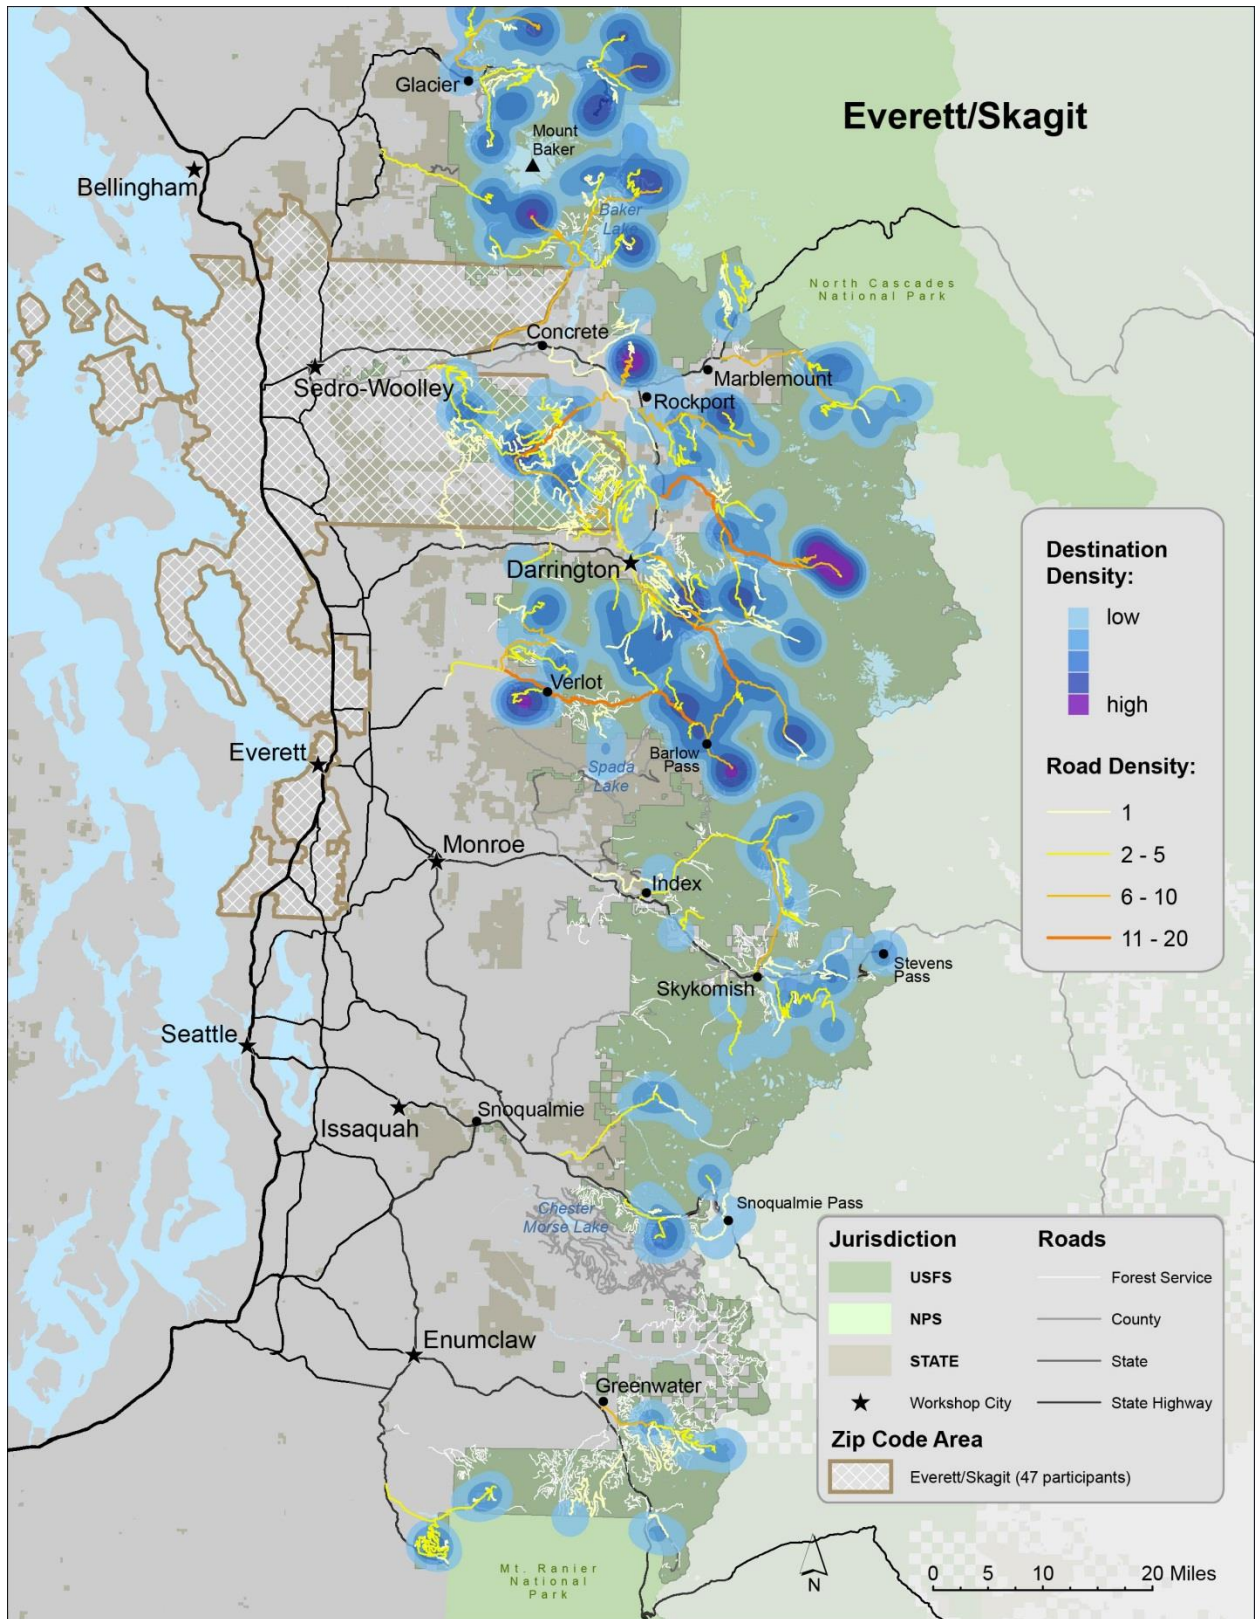 Everett/Skagit
Glacier
Mount
Baker
Bellingham
Baker
Lake
North Cascades
National Park
Concrete
Sedro-Woolley
Marblemount
Rockport
Darrington
Verlot
Barlow
Pass
Everett
Spada
Lake
Monroe
Index
Skykomish
Stevens
Pass
Seattle
Issaquah
Snoqualmie
Chester
Morse Lake
Snoqualmie Pass
Enumclaw
Greenwater
Mt. Ranier
National
Park
Destination
Density:
low
high
Road Density:
1
2 - 5
6 - 10
11 - 20
Jurisdiction
USFS
NPS
STATE
Workshop City
Roads
Forest Service
County
State
State Highway
Zip Code Area
Everett/Skagit (47 participants)
N
0 5 10 20 Miles